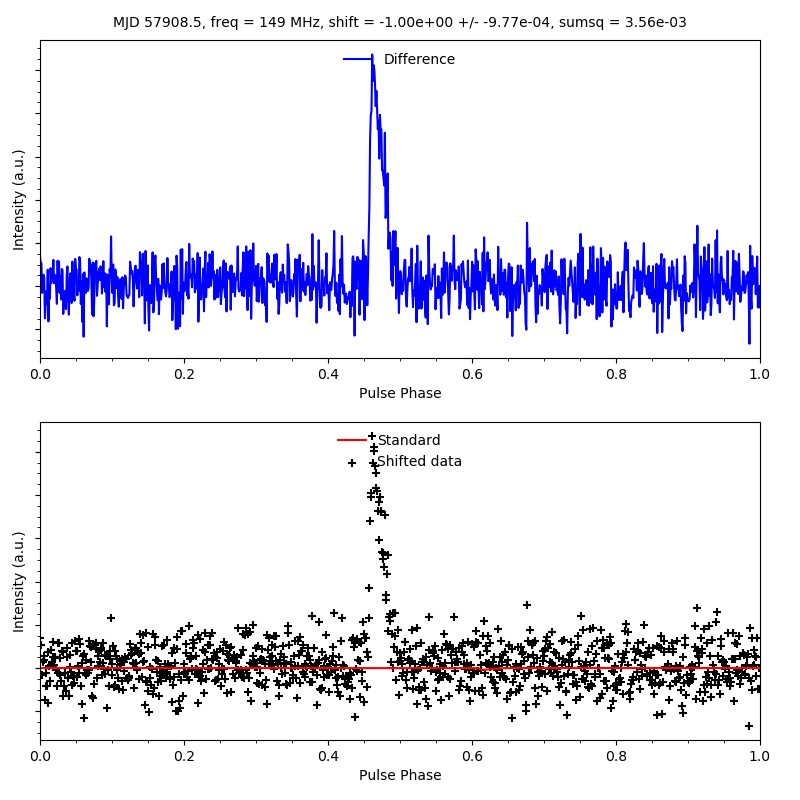 MJD 57908.5, freq = 149 MHz, shift = -1.00e+00 +/- -9.77e-04, sumsq = 3.56e-03
Difference
Intensity (a.u.)
0.0 0.2 0.4 0.6 0.8 1.0
Pulse Phase
Standard
Shifted data
Intensity (a.u.)
0.0 0.2 0.4 0.6 0.8 1.0
Pulse Phase